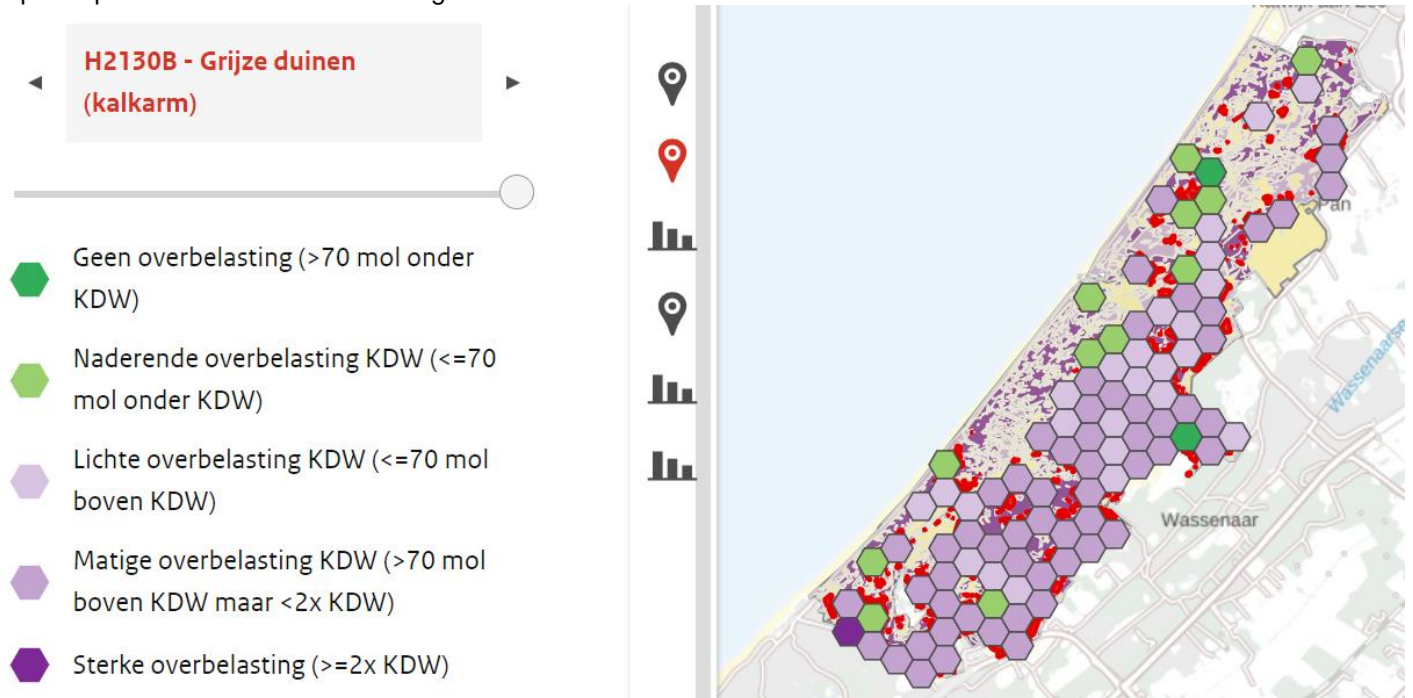 H2130B - Grijze duinen
(kalkarm)
Geen overbelasting (>70 mol onder
KDW)
Naderende overbelasting KDW (<=70
mol onder KDW)
Lichte overbelasting KDW (<=70 mol
boven KDW)
Matige overbelasting KDW (>70 mol
boven KDW maar <2x KDW)
Sterke overbelasting (>=2x KDW)
Pan
Wassenaarse
Wassenaar